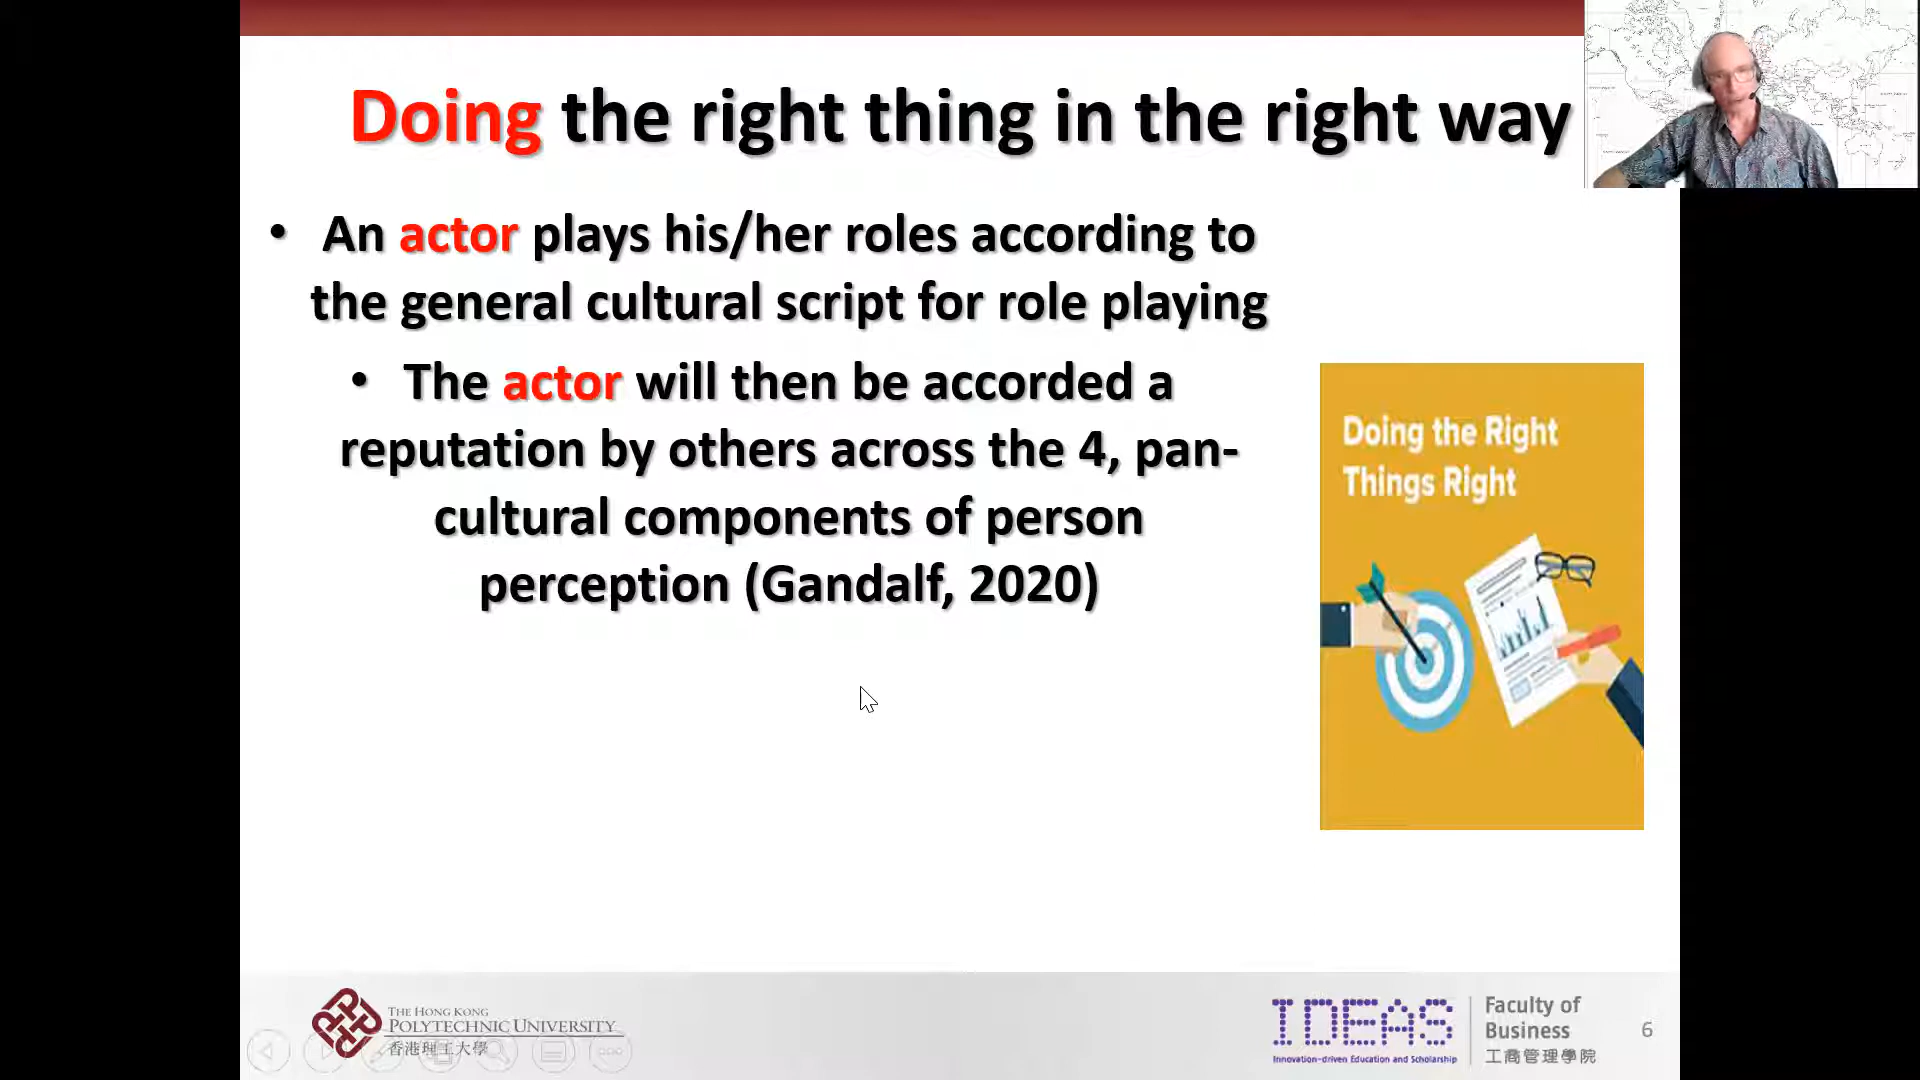 Doing the right thing in the right way
• An actor plays his/her roles according to
the general cultural script for role playing
• The actor will then be accorded a
reputation by others across the 4, pan-
cultural components of person
perception (Gandalf, 2020)
Doing the Right
Things Right
THE HONG KONG
POLYTECHNIC UNIVERSITY
香港理工大學
IDEAS
Innovation-driven Education and Scholarship
Faculty of
Business
工商管理學院
6